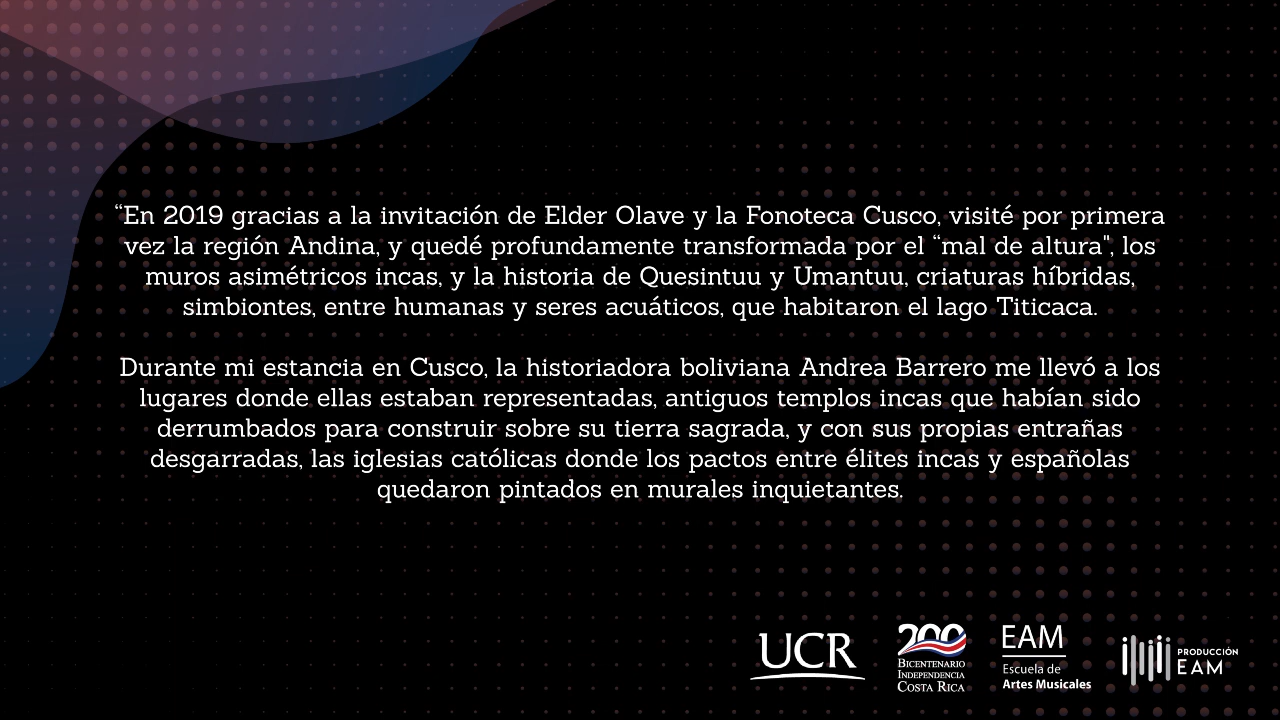 “En 2019 gracias a la invitación de Elder Olave y la Fonoteca Cusco, visité por primera
vez la región Andina, y quedé profundamente transformada por el “mal de altura", los
muros asimétricos incas, y la historia de Quesintuu y Umantuu, criaturas híbridas,
simbiontes, entre humanas y seres acuáticos, que habitaron el lago Titicaca.
Durante mi estancia en Cusco, la historiadora boliviana Andrea Barrero me llevó a los
lugares donde ellas estaban representadas, antiguos templos incas que habían sido
derrumbados para construir sobre su tierra sagrada, y con sus propias entrañas
desgarradas, las iglesias católicas donde los pactos entre élites incas y españolas
quedaron pintados en murales inquietantes.
UCR
200
BICENTENARIO
INDEPENDENCIA
COSTA RICA
EAM
Escuela de
Artes Musicales
PRODUCCIÓN
EAM